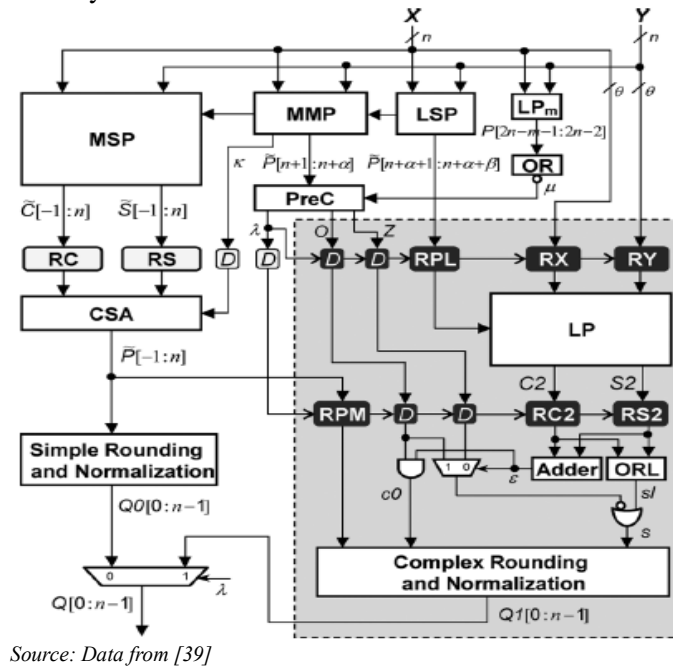 X Y
n n
θ θ
MSP MMP LSP LPm
P[2n-m-1:2n-2]
κ P̃[n+1:n+α] P̃[n+α+1:n+α+β] OR
μ
PreC
C̃[-1:n] S̃[-1:n]
λ O Z
RC RS D D D D RPL RX RY
CSA LP
P̃[-1:n]
C2 S2
RPM D D RC2 RS2
Simple Rounding
and Normalization
1 0 ε Adder ORL
c0 sl
s
Q0[0:n-1]
Complex Rounding
and Normalization
0 1 λ
Q[0:n-1] Q1[0:n-1]
Source: Data from [39]